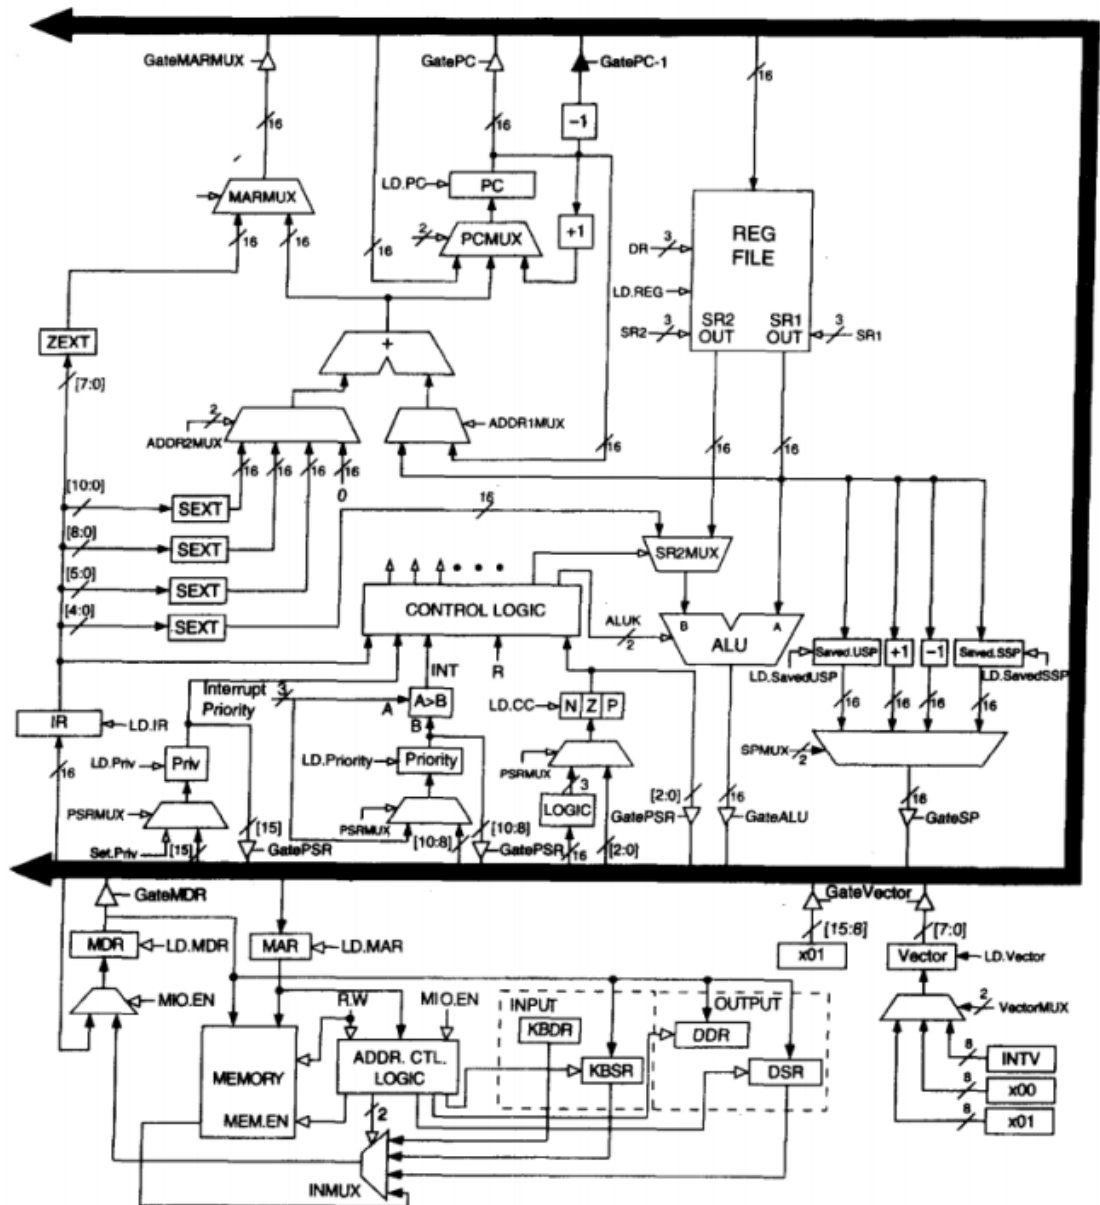 GateMARMUX
GatePC
GatePC-1
16
16
16
-1
LD.PC
PC
MARMUX
2
PCMUX
+1
16
16
16
REG
FILE
DR
3
LD.REG
SR2
3
SR2
OUT
SR1
OUT
3
SR1
ZEXT
+
[7:0]
2
ADDR2MUX
ADDR1MUX
16
16
16
16
16
16
16
0
[10:0]
SEXT
16
[8:0]
SEXT
SR2MUX
[5:0]
SEXT
[4:0]
SEXT
CONTROL LOGIC
ALUK
2
B
ALU
A
INT
R
Saved.USP
+1
-1
Saved.SSP
LD.SavedUSP
LD.SavedSSP
Interrupt
Priority
3
A
A>B
B
LD.CC
N Z P
16
16
16
16
IR
LD.IR
16
LD.Priv
Priv
LD.Priority
Priority
PSRMUX
SPMUX
2
PSRMUX
PSRMUX
3
LOGIC
[2:0]
16
16
Set.Priv
[15]
[15]
GatePSR
[10:8]
[10:8]
GatePSR
16
[2:0]
GatePSR
GateALU
GateSP
GateMDR
GateVector
[15:8]
[7:0]
MDR
LD.MDR
MAR
LD.MAR
x01
Vector
LD.Vector
MIO.EN
R.W
MIO.EN
INPUT
OUTPUT
2
VectorMUX
KBDR
DDR
MEMORY
ADDR. CTL.
LOGIC
KBSR
DSR
8
INTV
8
x00
MEM.EN
2
8
x01
INMUX